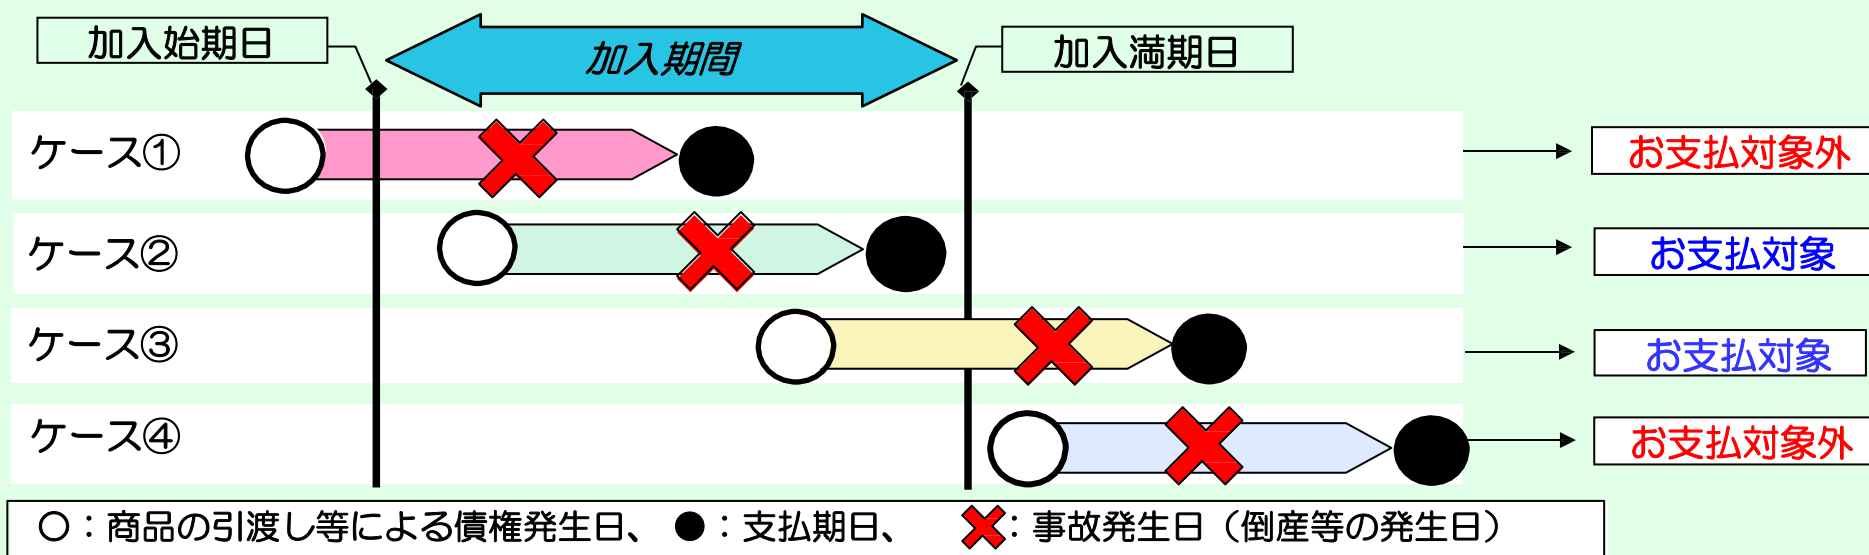 加入始期日
加入期間
加入満期日
ケース① お支払対象外
ケース② お支払対象
ケース③ お支払対象
ケース④ お支払対象外
○：商品の引渡し等による債権発生日、●：支払期日、✖：事故発生日（倒産等の発生日）